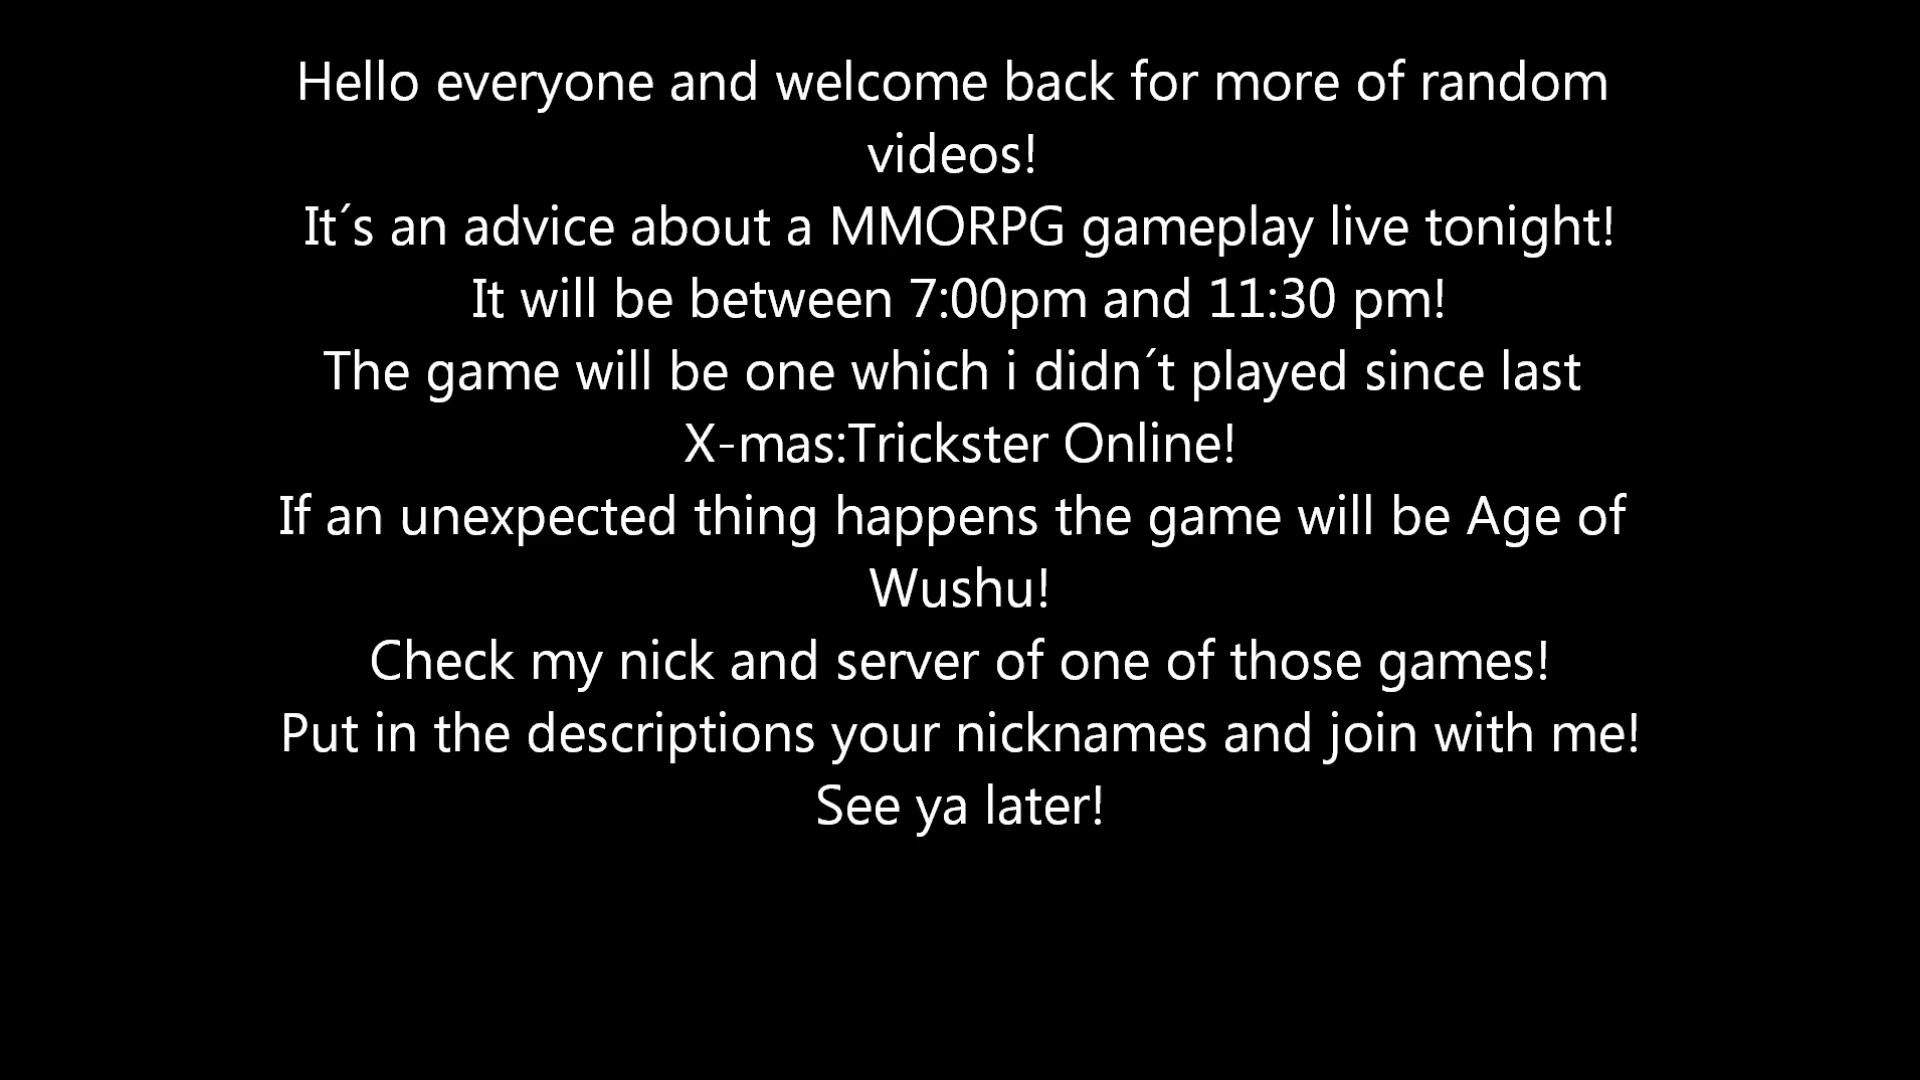 Hello everyone and welcome back for more of random
videos!
It´s an advice about a MMORPG gameplay live tonight!
It will be between 7:00pm and 11:30 pm!
The game will be one which i didn´t played since last
X-mas:Trickster Online!
If an unexpected thing happens the game will be Age of
Wushu!
Check my nick and server of one of those games!
Put in the descriptions your nicknames and join with me!
See ya later!